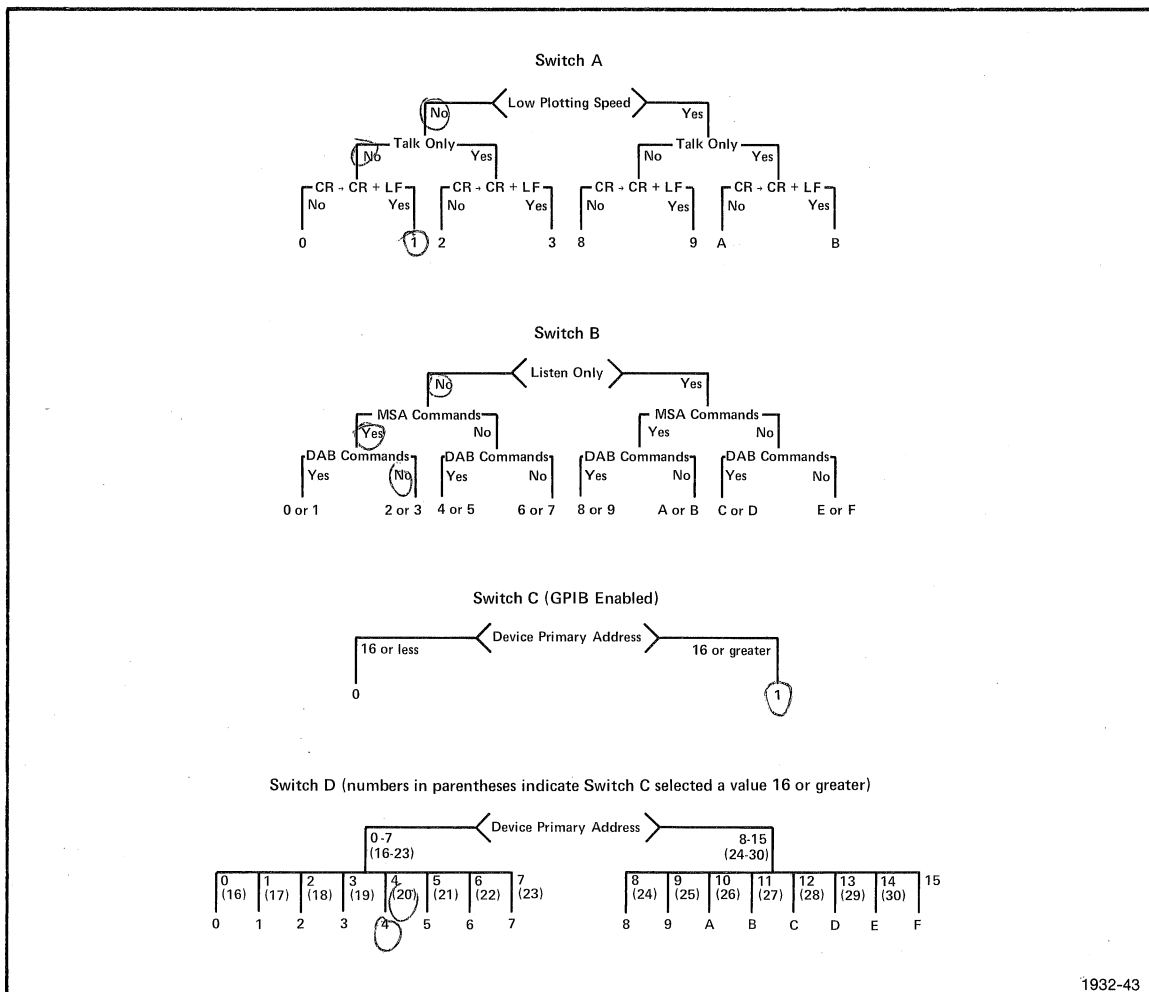 Switch A
Low Plotting Speed
No Yes
Talk Only Talk Only
No Yes No Yes
CR → CR + LF CR → CR + LF CR → CR + LF CR → CR + LF
No Yes No Yes No Yes No Yes
0 1 2 3 8 9 A B
Switch B
Listen Only
No Yes
MSA Commands MSA Commands
Yes No Yes No
DAB Commands DAB Commands DAB Commands DAB Commands
Yes No Yes No Yes No Yes No
0 or 1 2 or 3 4 or 5 6 or 7 8 or 9 A or B C or D E or F
Switch C (GPIB Enabled)
Device Primary Address
16 or less 16 or greater
0 1
Switch D (numbers in parentheses indicate Switch C selected a value 16 or greater)
Device Primary Address
0-7 8-15
(16-23) (24-30)
0 1 2 3 4 5 6 7 8 9 10 11 12 13 14 15
(16) (17) (18) (19) (20) (21) (22) (23) (24) (25) (26) (27) (28) (29) (30)
0 1 2 3 4 5 6 7 8 9 A B C D E F
1932-43